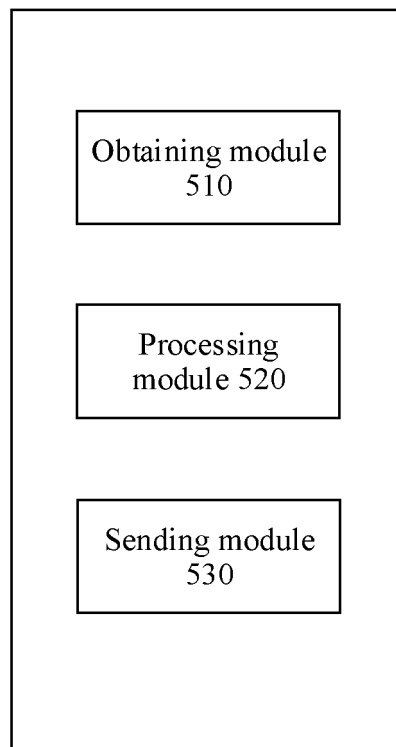 Obtaining module
510
Processing
module 520
Sending module
530